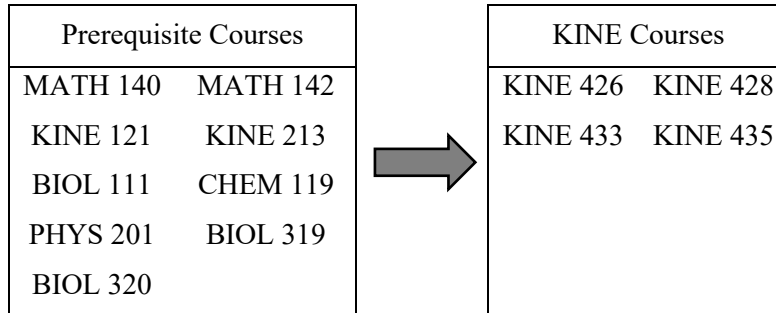 Prerequisite Courses
MATH 140 MATH 142
KINE 121 KINE 213
BIOL 111 CHEM 119
PHYS 201 BIOL 319
BIOL 320
KINE Courses
KINE 426 KINE 428
KINE 433 KINE 435